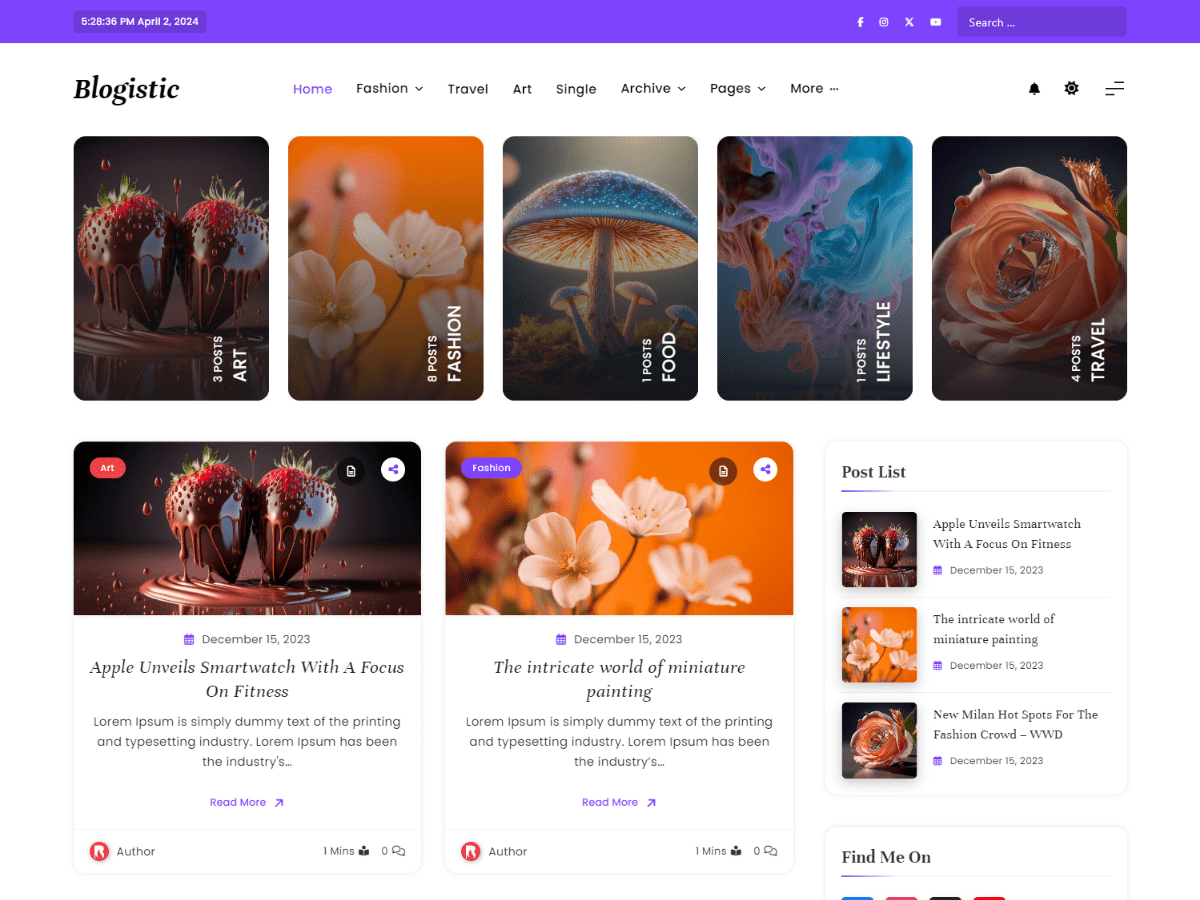 5:28:36 PM April 2, 2024
Search ...
Blogistic
Home
Fashion
Travel
Art
Single
Archive
Pages
More ...
3 POSTS
ART
8 POSTS
FASHION
1 POSTS
FOOD
1 POSTS
LIFESTYLE
4 POSTS
TRAVEL
Art
December 15, 2023
Apple Unveils Smartwatch With A Focus
On Fitness
Lorem Ipsum is simply dummy text of the printing
and typesetting industry. Lorem Ipsum has been
the industry's...
Read More
Author
1 Mins
0
Fashion
December 15, 2023
The intricate world of miniature
painting
Lorem Ipsum is simply dummy text of the printing
and typesetting industry. Lorem Ipsum has been
the industry's...
Read More
Author
1 Mins
0
Post List
Apple Unveils Smartwatch
With A Focus On Fitness
December 15, 2023
The intricate world of
miniature painting
December 15, 2023
New Milan Hot Spots For The
Fashion Crowd – WWD
December 15, 2023
Find Me On